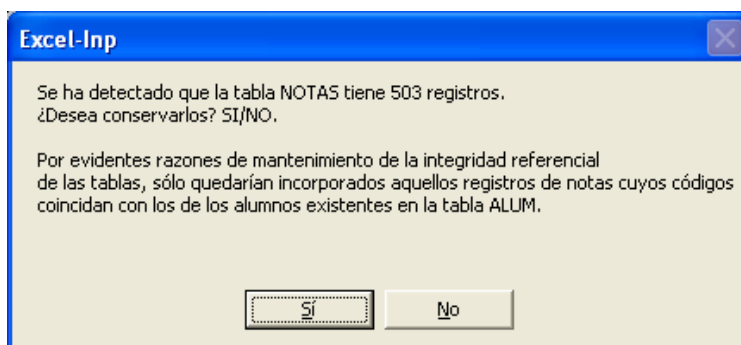 Excel-Inp
Se ha detectado que la tabla NOTAS tiene 503 registros.
¿Desea conservarlos? SI/NO.
Por evidentes razones de mantenimiento de la integridad referencial
de las tablas, sólo quedarían incorporados aquellos registros de notas cuyos códigos
coincidan con los de los alumnos existentes en la tabla ALUM.
Sí No